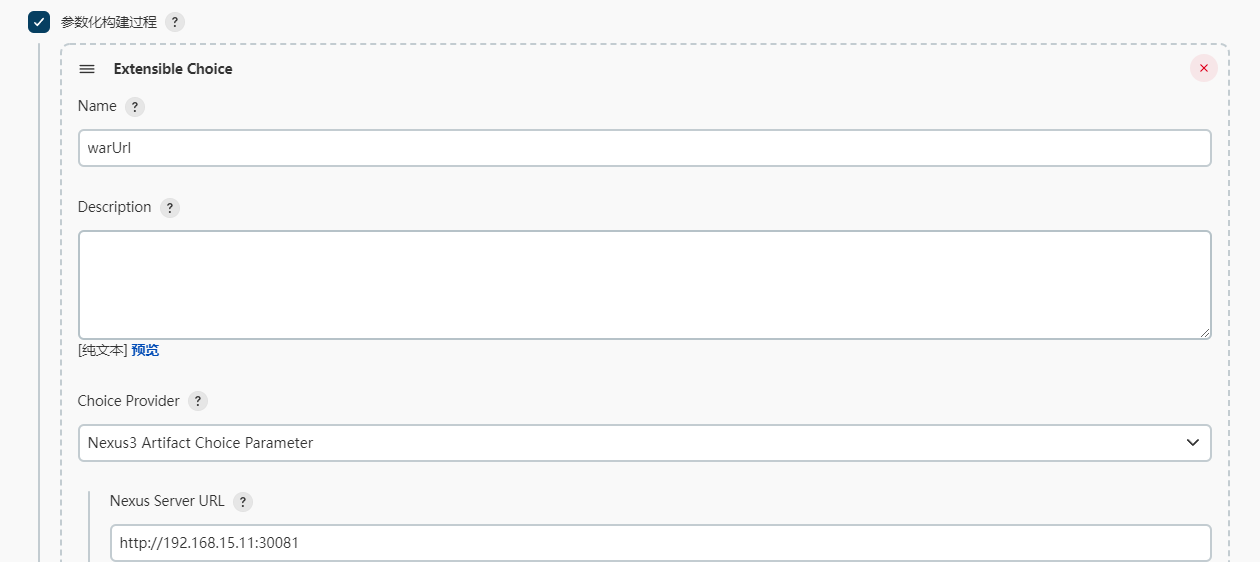 参数化构建过程 ?
Extensible Choice
Name ?
warUrl
Description ?
[纯文本] 预览
Choice Provider ?
Nexus3 Artifact Choice Parameter
Nexus Server URL ?
http://192.168.15.11:30081